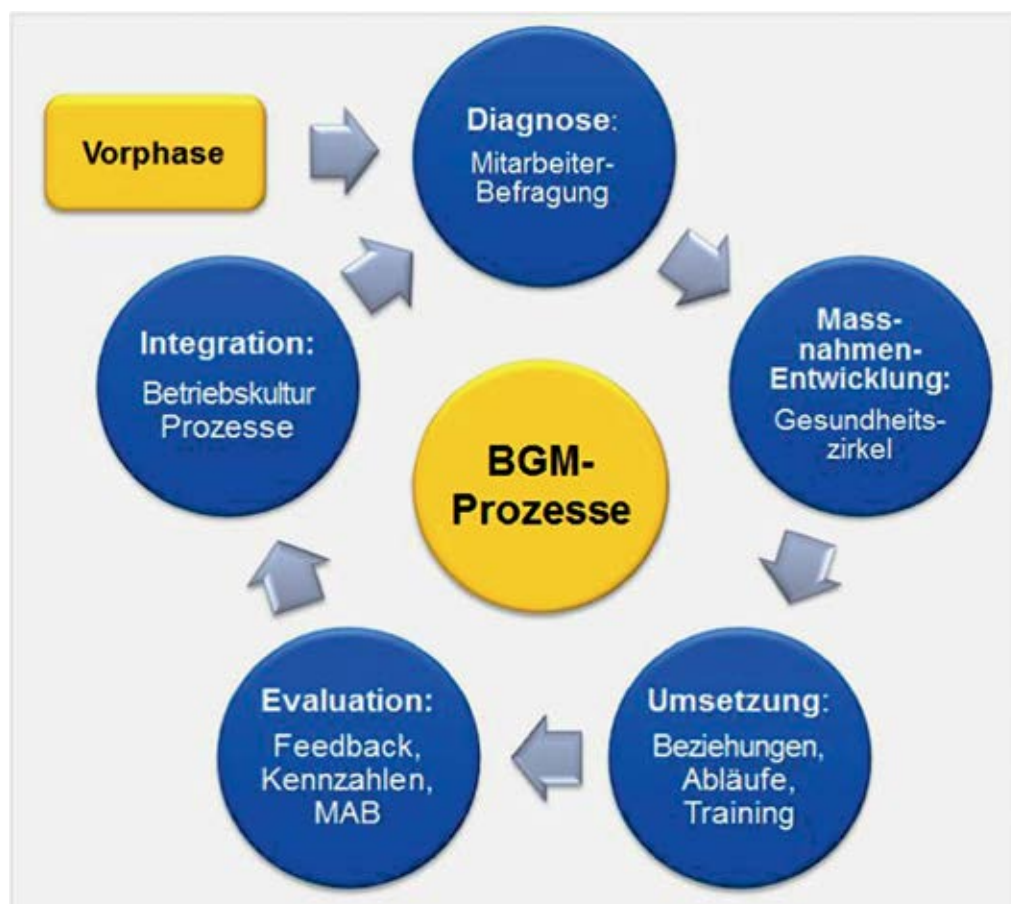 Vorphase
Diagnose:
Mitarbeiter-
Befragung
Mass-
nahmen-
Entwicklung:
Gesundheits-
zirkel
Umsetzung:
Beziehungen,
Abläufe,
Training
Evaluation:
Feedback,
Kennzahlen,
MAB
Integration:
Betriebskultur
Prozesse
BGM-
Prozesse